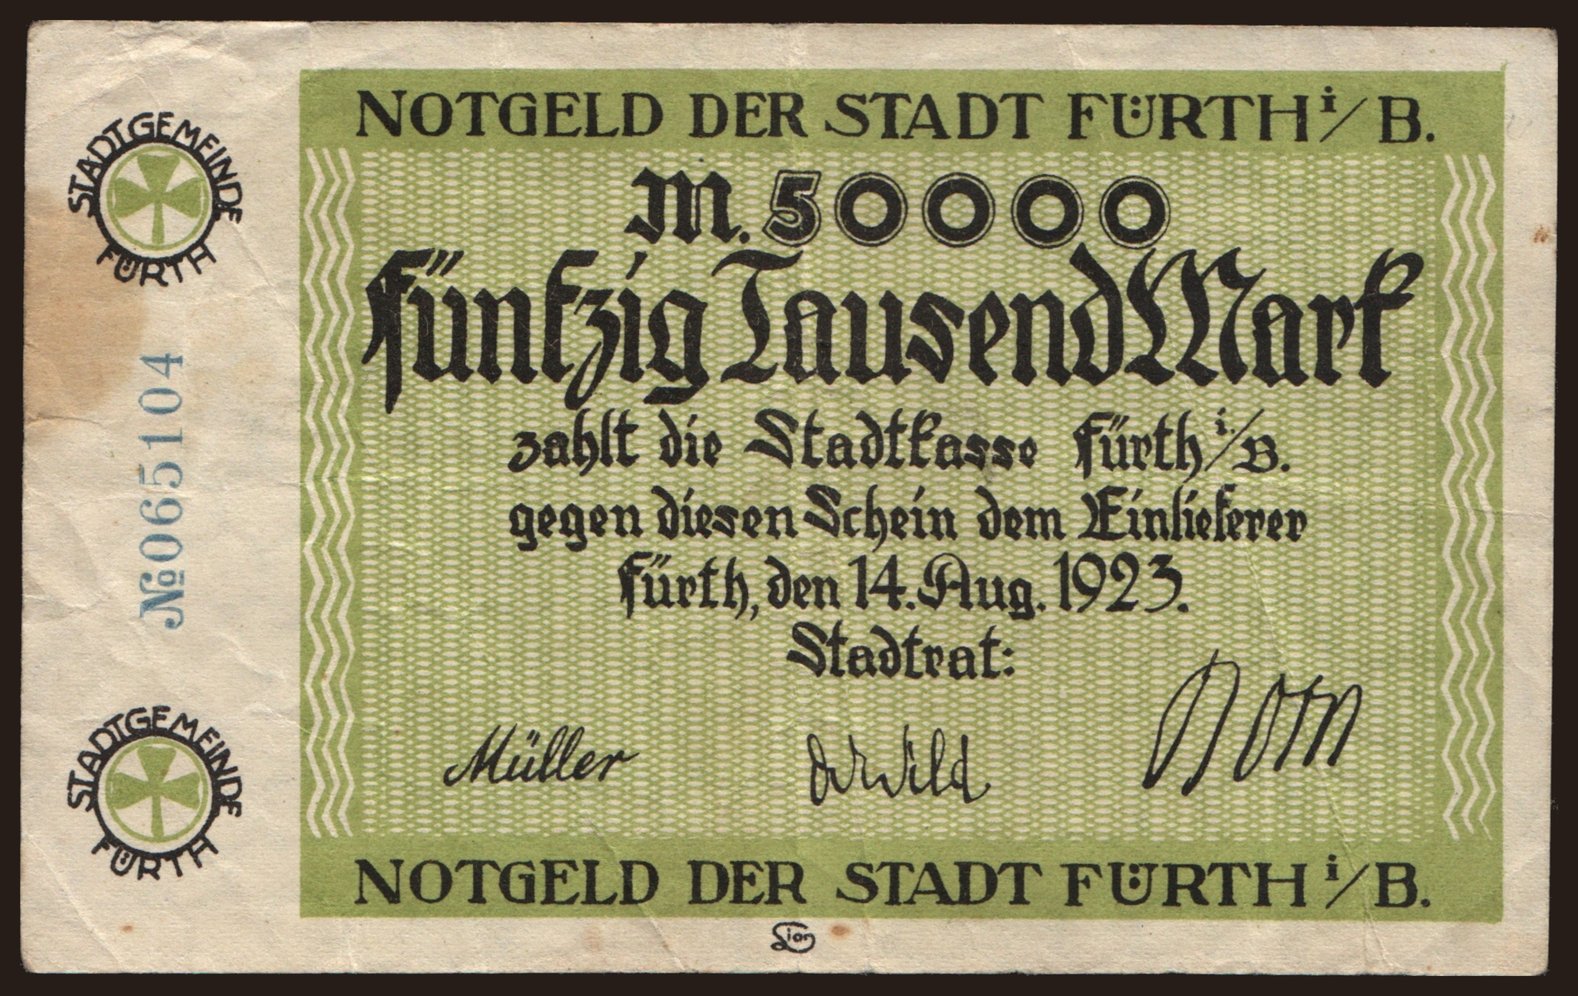 NOTGELD DER STADT FÜRTH i/B.
M. 50000
fünfzig Tausend Mark
zahlt die Stadtkasse Fürth i/B.
gegen diesen Schein dem Einlieferer
Fürth, den 14. Aug. 1923.
Stadtrat:
Müller
NOTGELD DER STADT FÜRTH i/B.
STADTGEMEINDE
FÜRTH
№065104
STADTGEMEINDE
FÜRTH